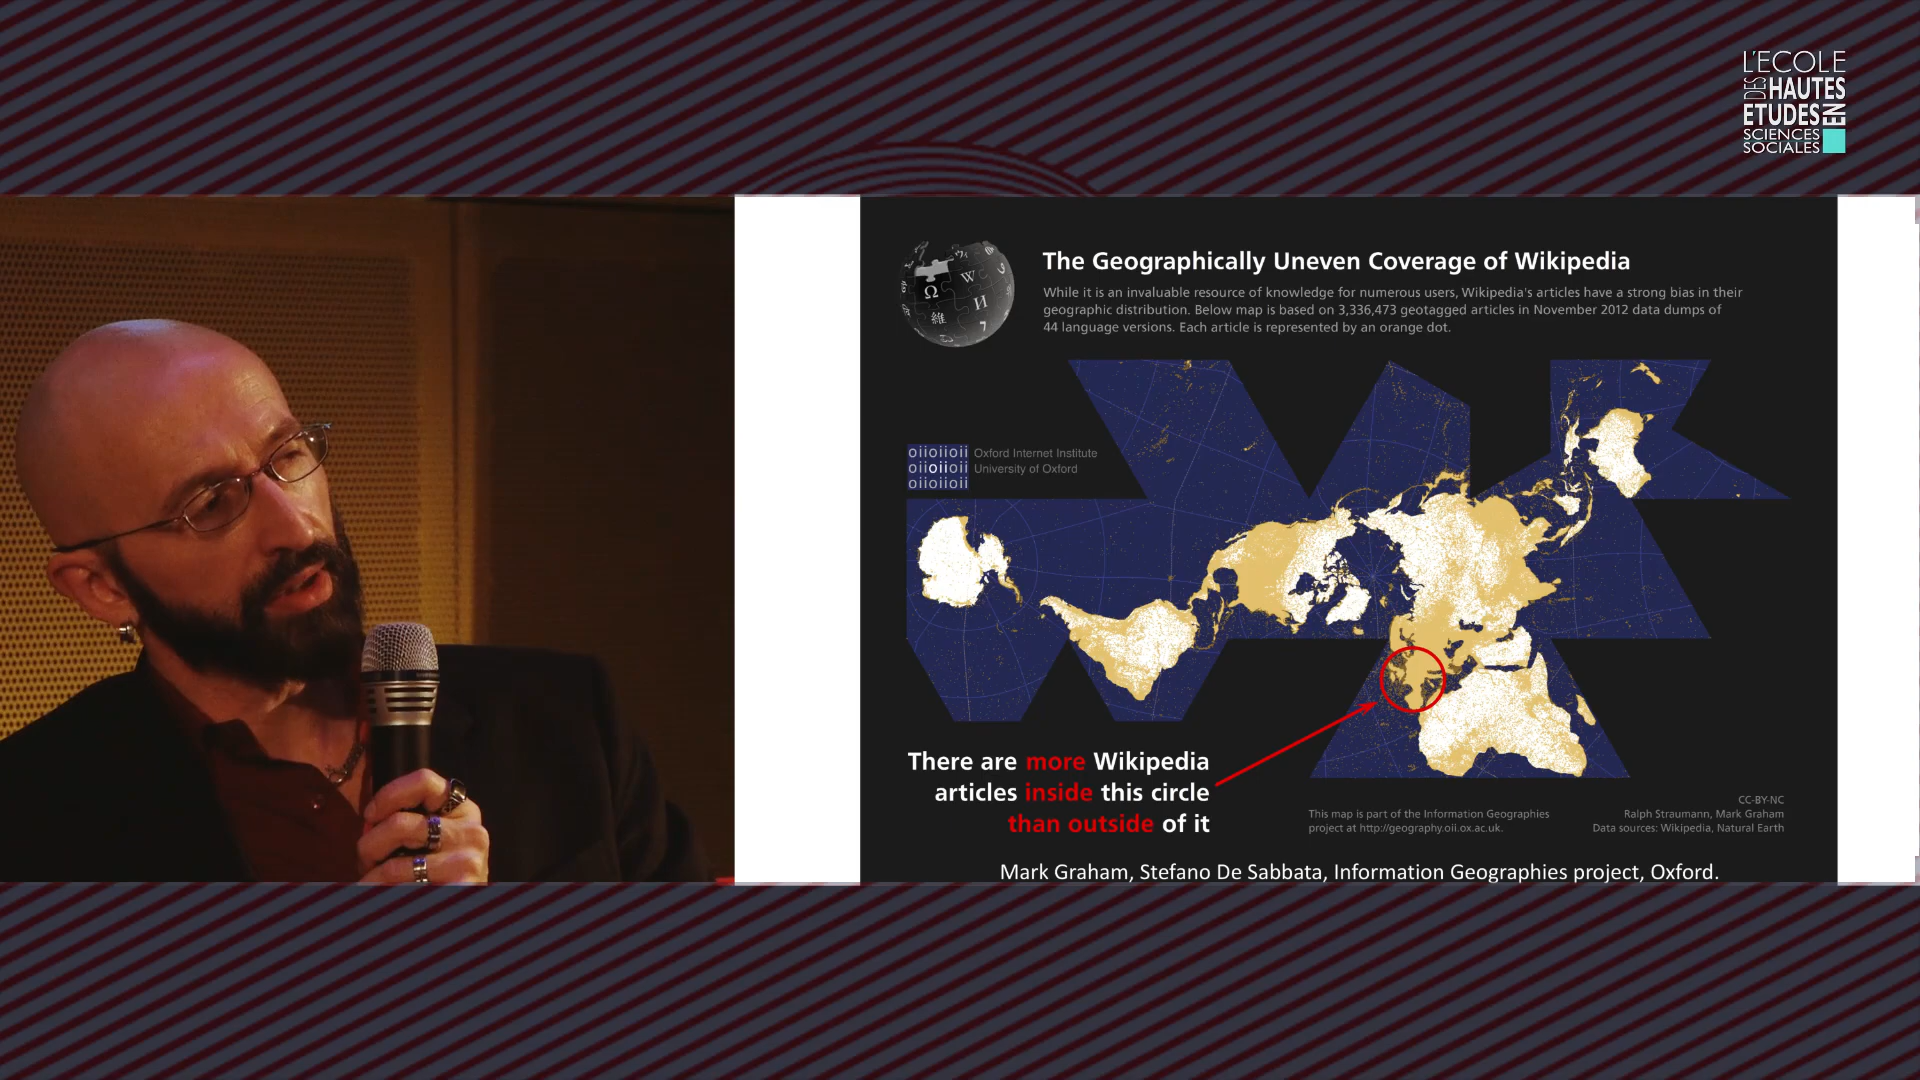 L'ECOLE
DES HAUTES
ETUDES EN
SCIENCES
SOCIALES
The Geographically Uneven Coverage of Wikipedia
While it is an invaluable resource of knowledge for numerous users, Wikipedia's articles have a strong bias in their
geographic distribution. Below map is based on 3,336,473 geotagged articles in November 2012 data dumps of
44 language versions. Each article is represented by an orange dot.
Ω W И 維 7
oiioiioii Oxford Internet Institute
oiioiioii University of Oxford
oiioiioii
There are more Wikipedia
articles inside this circle
than outside of it
This map is part of the Information Geographies
project at http://geography.oii.ox.ac.uk.
CC-BY-NC
Ralph Straumann, Mark Graham
Data sources: Wikipedia, Natural Earth
Mark Graham, Stefano De Sabbata, Information Geographies project, Oxford.